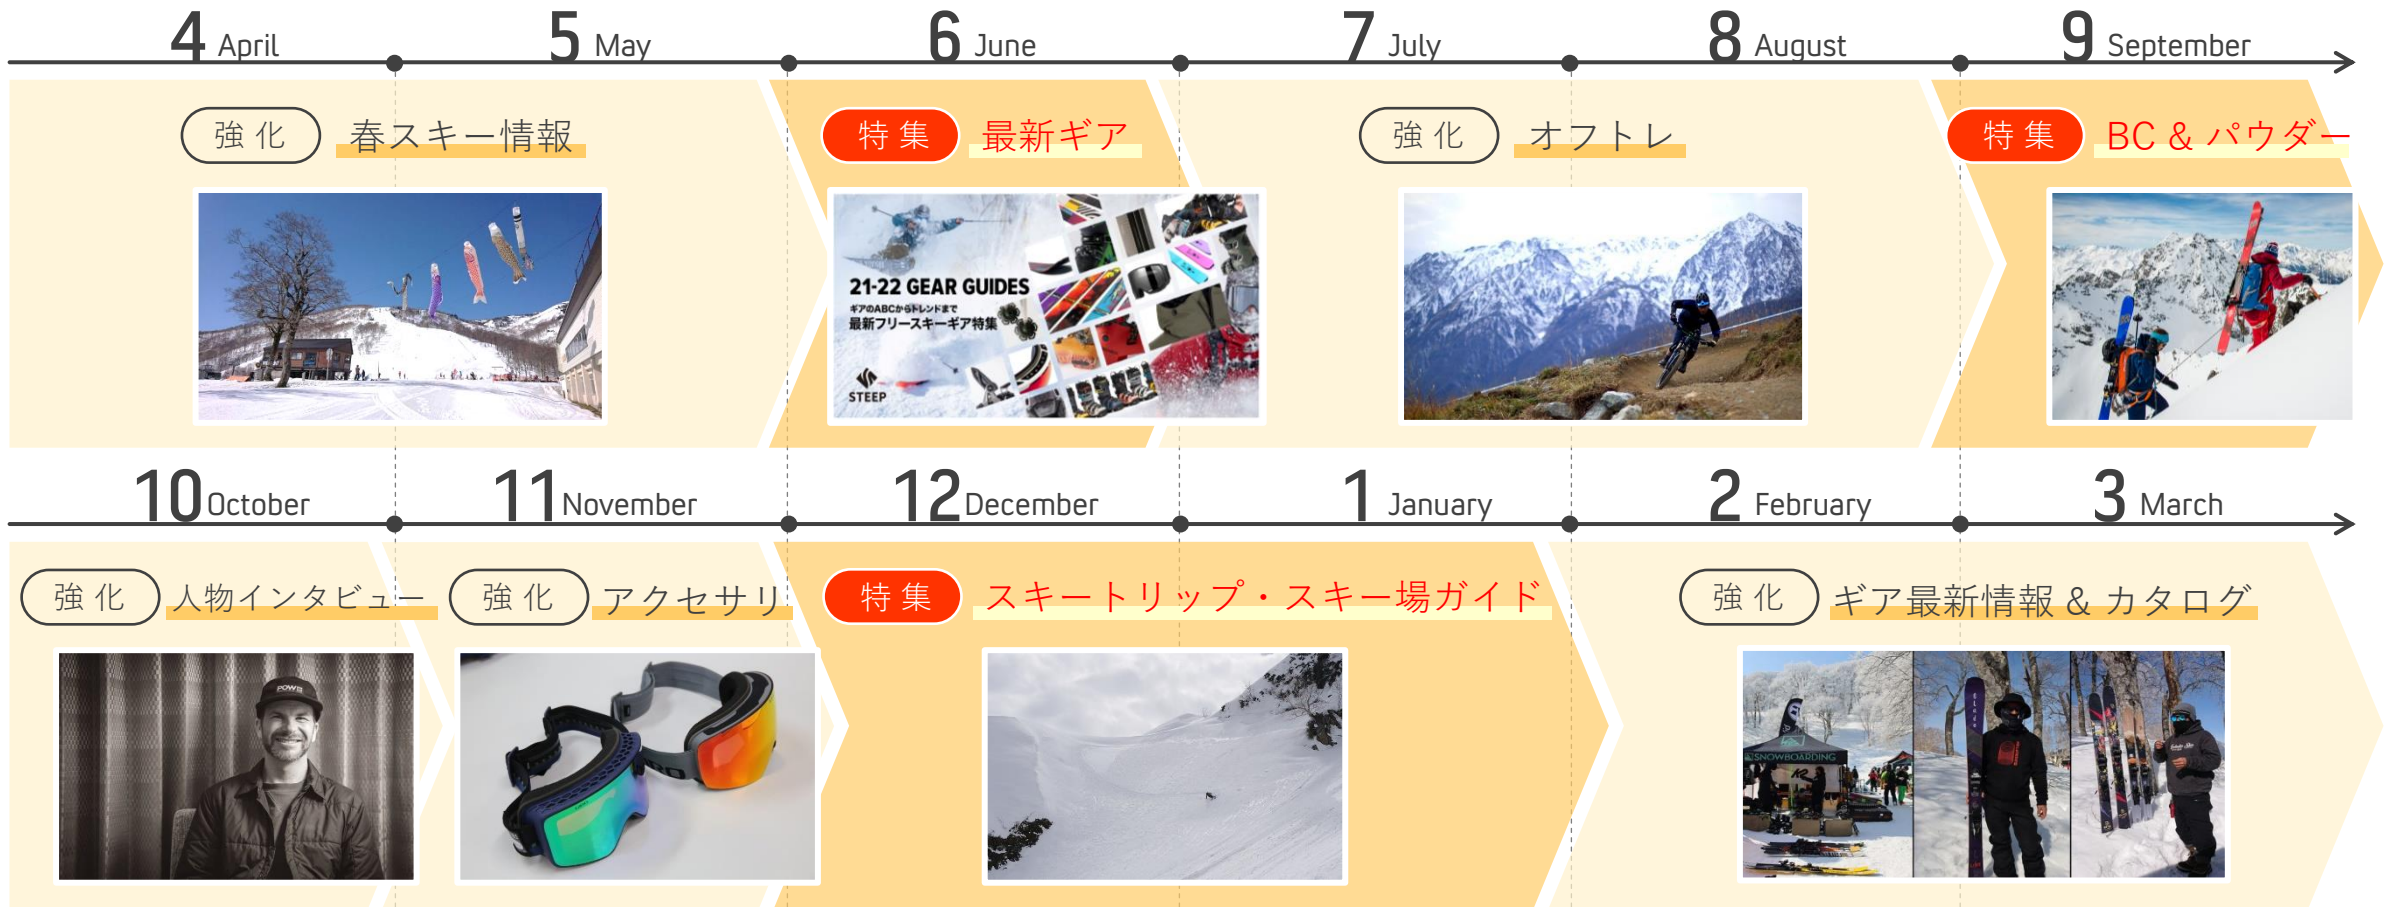 4 April 5 May 6 June 7 July 8 August 9 September
強化 春スキー情報
特集 最新ギア
強化 オフトレ
特集 BC & パウダー
21-22 GEAR GUIDES
ギアのABCからトレンドまで
最新フリースキーギア特集
STEEP
10 October 11 November 12 December 1 January 2 February 3 March
強化 人物インタビュー
強化 アクセサリ
特集 スキートリップ・スキー場ガイド
強化 ギア最新情報 & カタログ
POW
SNOWBOARDING
K2